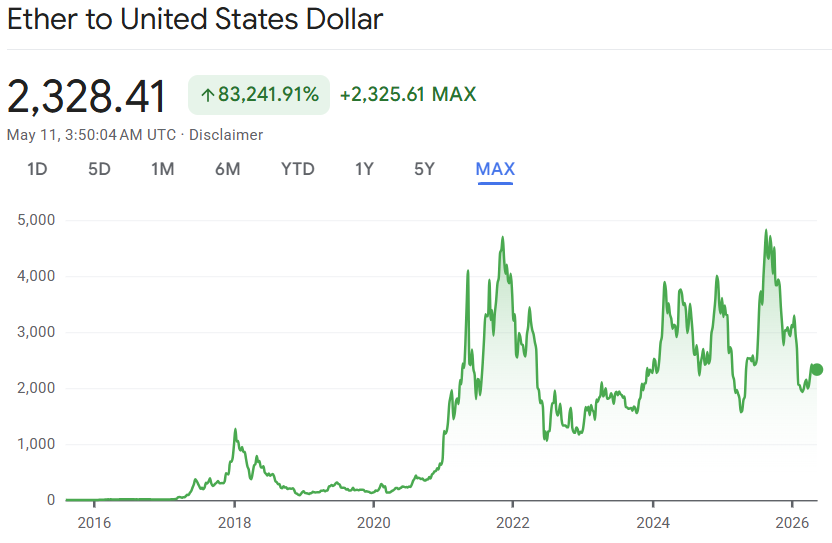 Ether to United States Dollar
2,328.41 ↑ 83,241.91% +2,325.61 MAX
May 11, 3:50:04 AM UTC · Disclaimer
1D 5D 1M 6M YTD 1Y 5Y MAX
5,000
4,000
3,000
2,000
1,000
0
2016 2018 2020 2022 2024 2026